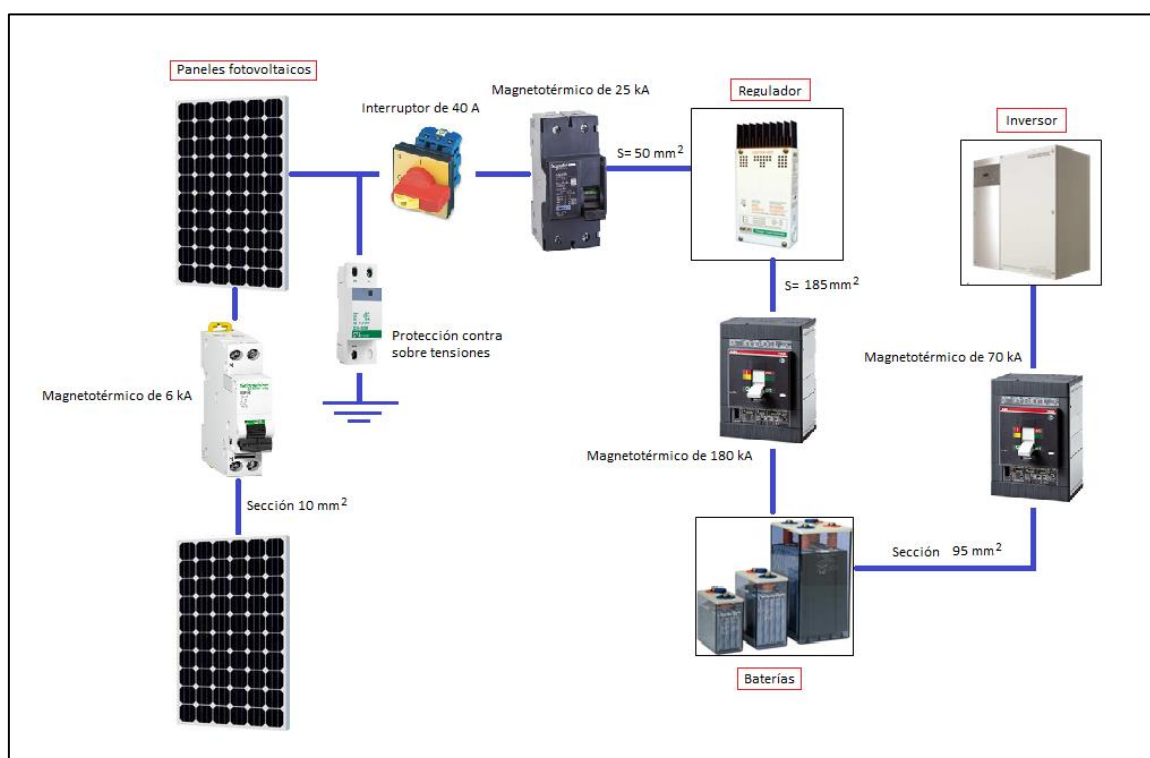 Paneles fotovoltaicos
Interruptor de 40 A
Magnetotérmico de 25 kA
S= 50 mm²
Regulador
Inversor
Protección contra
sobre tensiones
Magnetotérmico de 6 kA
Sección 10 mm²
S= 185 mm²
Magnetotérmico de 70 kA
Magnetotérmico de 180 kA
Sección 95 mm²
Baterías